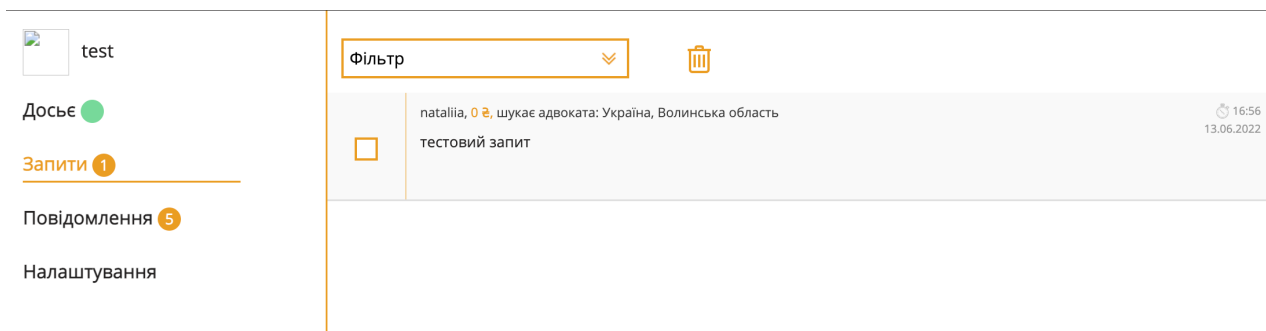 test
Досьє
Запити 1
Повідомлення 5
Налаштування
Фільтр
nataliia, 0 ₴, шукає адвоката: Україна, Волинська область
тестовий запит
16:56
13.06.2022